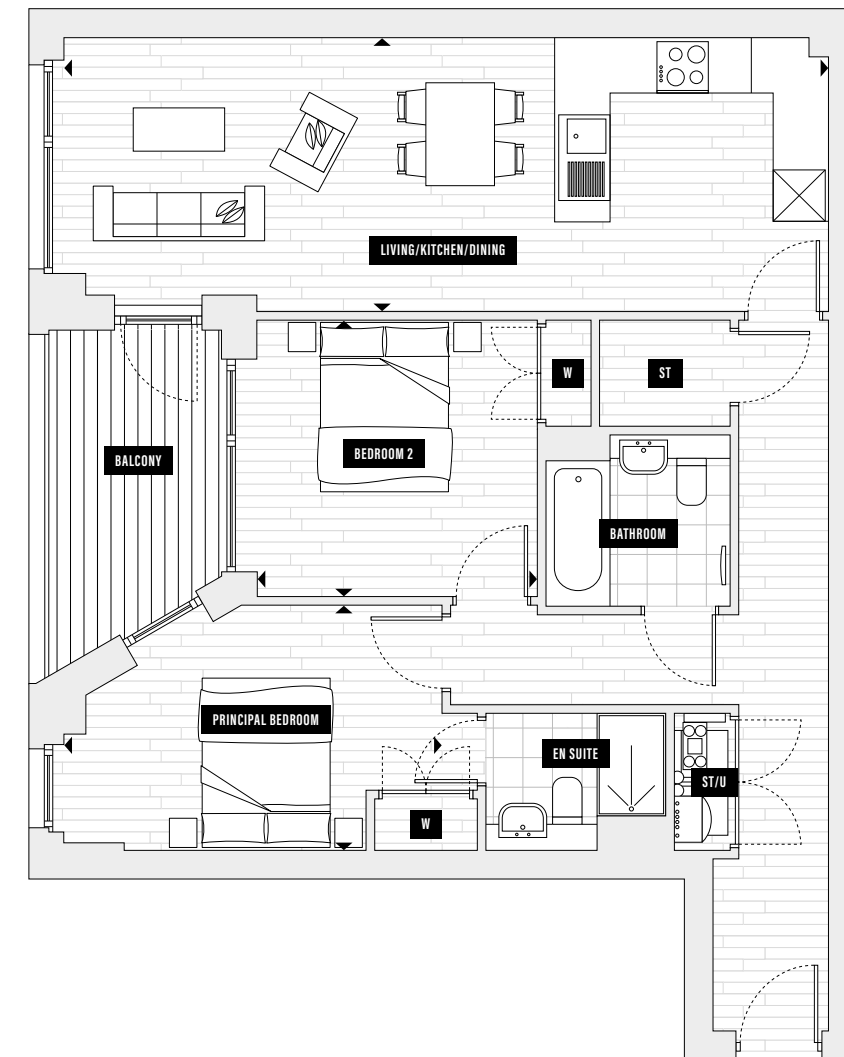 LIVING/KITCHEN/DINING
W
ST
BEDROOM 2
BALCONY
BATHROOM
PRINCIPAL BEDROOM
EN SUITE
ST/U
W